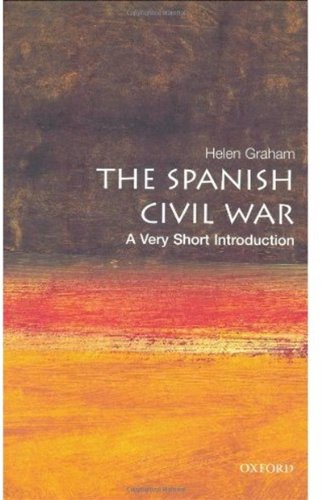 Helen Graham
THE SPANISH
CIVIL WAR
A Very Short Introduction
OXFORD